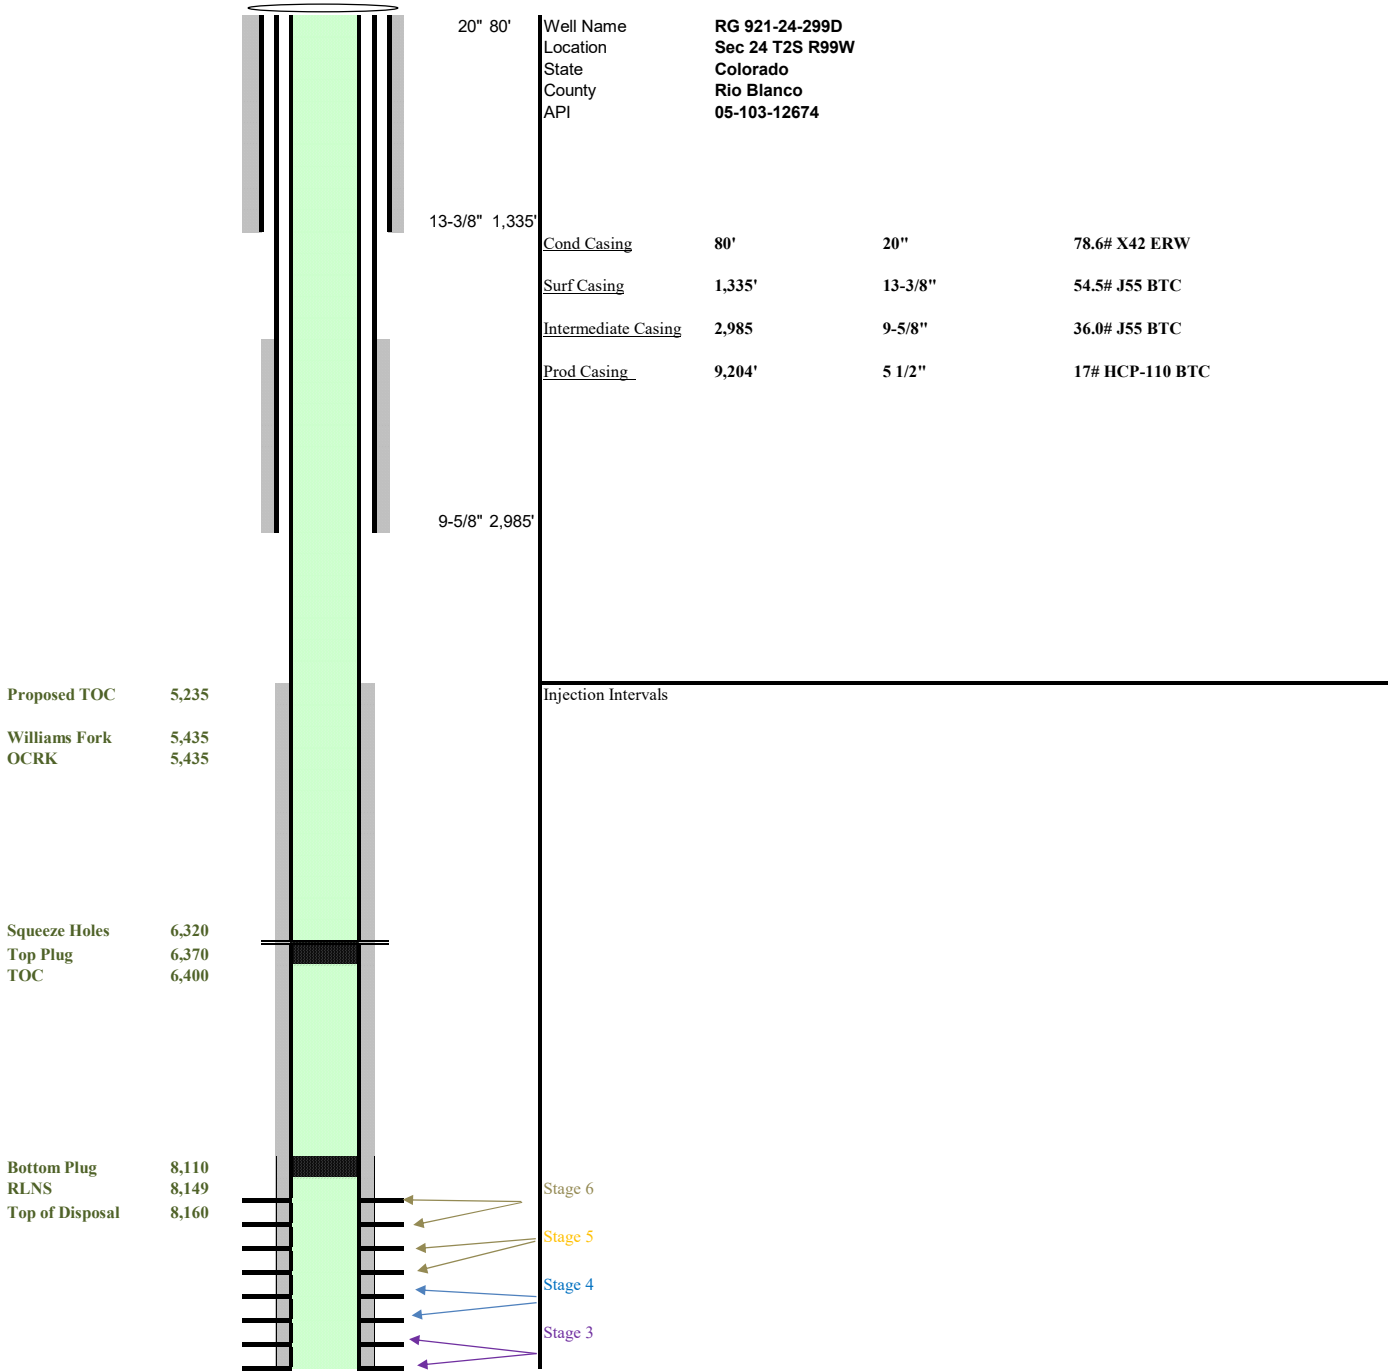 20" 80' Well Name RG 921-24-299D
Location Sec 24 T2S R99W
State Colorado
County Rio Blanco
API 05-103-12674
13-3/8" 1,335'
Cond Casing 80' 20" 78.6# X42 ERW
Surf Casing 1,335' 13-3/8" 54.5# J55 BTC
Intermediate Casing 2,985 9-5/8" 36.0# J55 BTC
Prod Casing 9,204' 5 1/2" 17# HCP-110 BTC
9-5/8" 2,985'
Proposed TOC 5,235 Injection Intervals
Williams Fork 5,435
OCRK 5,435
Squeeze Holes 6,320
Top Plug 6,370
TOC 6,400
Bottom Plug 8,110
RLNS 8,149 Stage 6
Top of Disposal 8,160
Stage 5
Stage 4
Stage 3